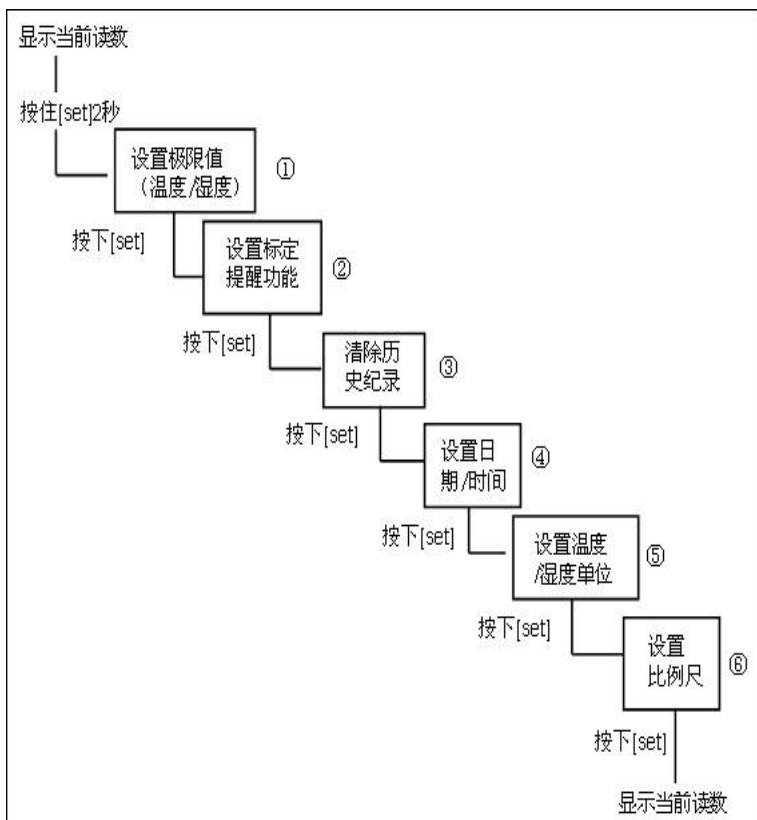 显示当前读数
按住[set]2秒
设置极限值
（温度/湿度）
①
按下[set]
设置标定
提醒功能
②
按下[set]
清除历
史纪录
③
按下[set]
设置日
期/时间
④
按下[set]
设置温度
/湿度单位
⑤
按下[set]
设置
比例尺
⑥
按下[set]
显示当前读数